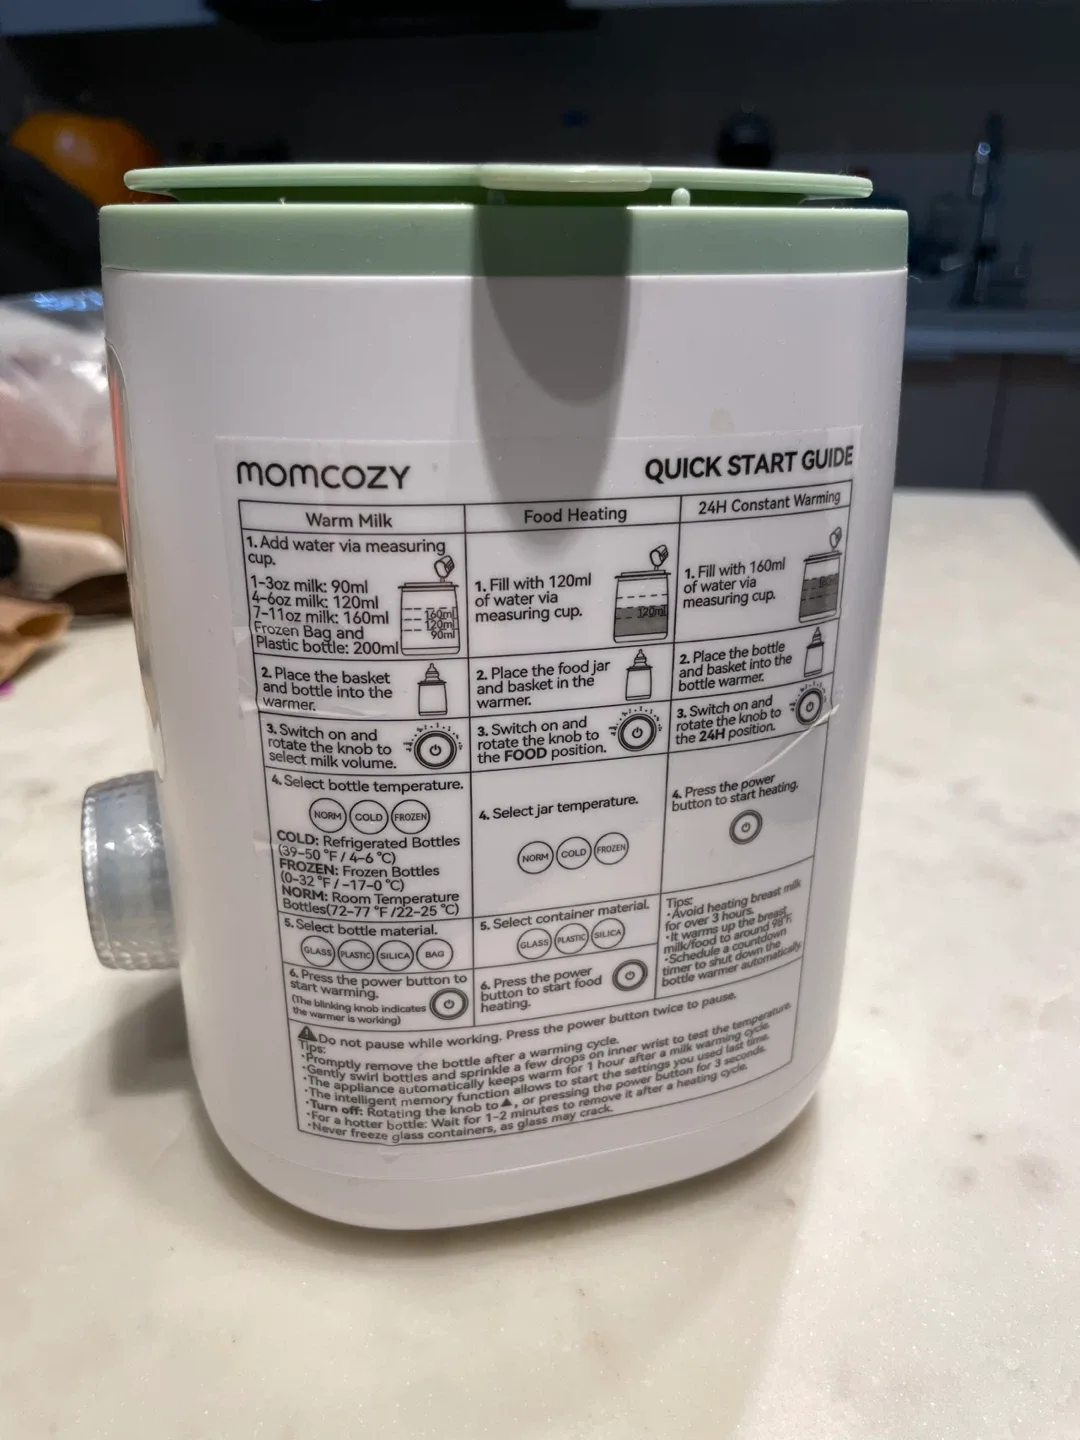 momcozy
QUICK START GUIDE
Warm Milk
1. Add water via measuring
cup.
1-3oz milk: 90ml
4-6oz milk: 120ml
7-11oz milk: 160ml
Frozen Bag and
Plastic bottle: 200ml
160ml
120ml
90ml
2. Place the basket
and bottle into the
warmer.
3. Switch on and
rotate the knob to
select milk volume.
4. Select bottle temperature.
NORM COLD FROZEN
COLD: Refrigerated Bottles
(39-50 °F / 4-6 °C)
FROZEN: Frozen Bottles
(0-32 °F / -17-0 °C)
NORM: Room Temperature
Bottles(72-77 °F /22-25 °C)
5. Select bottle material.
GLASS PLASTIC SILICA BAG
6. Press the power button to
start warming.
(The blinking knob indicates
the warmer is working)
Food Heating
1. Fill with 120ml
of water via
measuring cup.
120ml
2. Place the food jar
and basket in the
warmer.
3. Switch on and
rotate the knob to
the FOOD position.
4. Select jar temperature.
NORM COLD FROZEN
5. Select container material.
GLASS PLASTIC SILICA
6. Press the power
button to start food
heating.
24H Constant Warming
1. Fill with 160ml
of water via
measuring cup.
2. Place the bottle
and basket into the
bottle warmer.
3. Switch on and
rotate the knob to
the 24H position.
4. Press the power
button to start heating.
Tips:
·Avoid heating breast milk
for over 3 hours.
·It warms up the breast
milk/food to around 98°F.
·Schedule a countdown
timer to shut down the
bottle warmer automatically.
Do not pause while working. Press the power button twice to pause.
Tips:
·Promptly remove the bottle after a warming cycle.
·Gently swirl bottles and sprinkle a few drops on inner wrist to test the temperature.
·The appliance automatically keeps warm for 1 hour after a milk warming cycle.
·The intelligent memory function allows to start the settings you used last time.
·Turn off: Rotating the knob to ▲, or pressing the power button for 3 seconds.
·For a hotter bottle: Wait for 1-2 minutes to remove it after a heating cycle.
·Never freeze glass containers, as glass may crack.